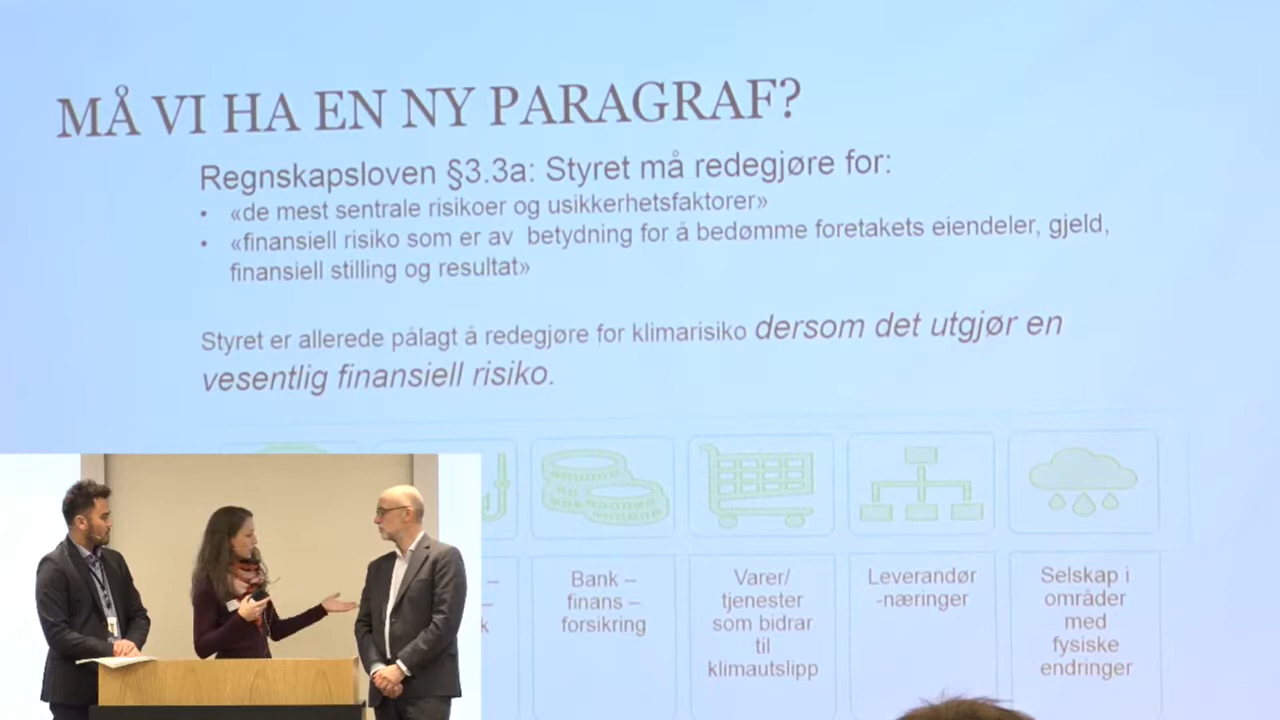 MÅ VI HA EN NY PARAGRAF?
Regnskapsloven §3.3a: Styret må redegjøre for:
• «de mest sentrale risikoer og usikkerhetsfaktorer»
• «finansiell risiko som er av betydning for å bedømme foretakets eiendeler, gjeld,
finansiell stilling og resultat»
Styret er allerede pålagt å redegjøre for klimarisiko dersom det utgjør en
vesentlig finansiell risiko.
Bank –
finans –
forsikring
Varer/
tjenester
som bidrar
til
klimautslipp
Leverandør
-næringer
Selskap i
områder
med
fysiske
endringer